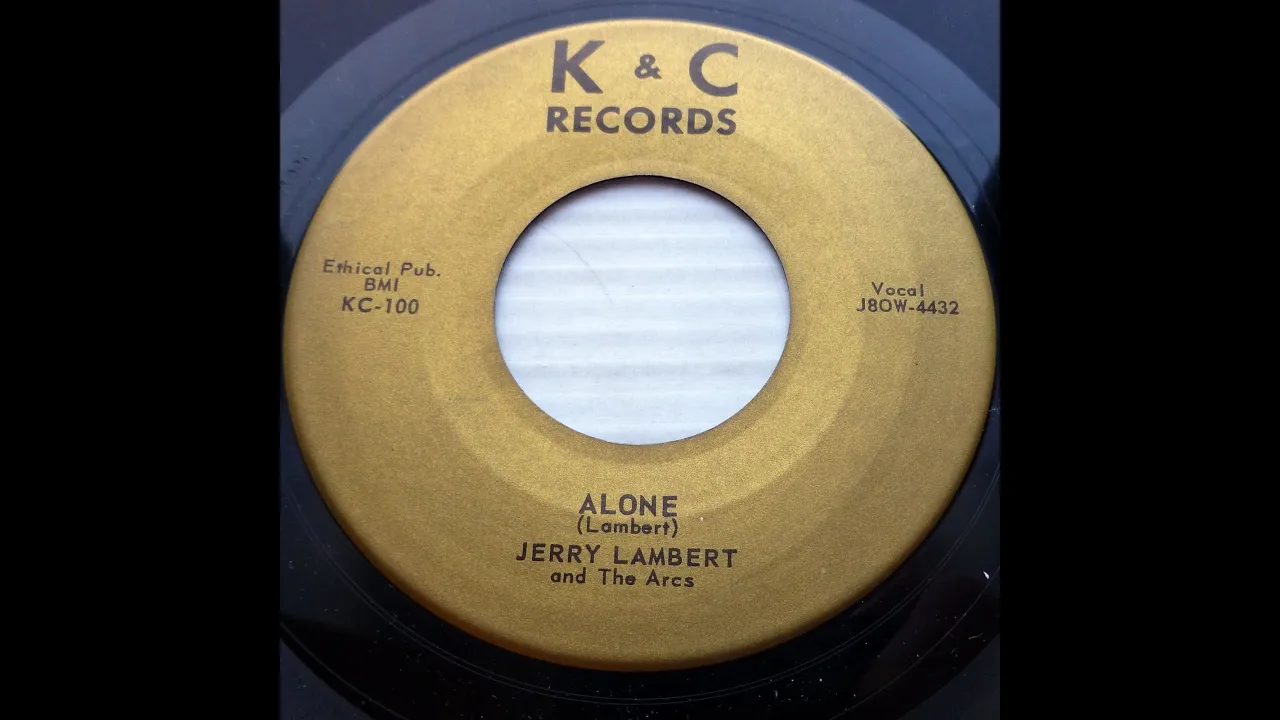 K & C
RECORDS
Ethical Pub.
BMI
KC-100
Vocal
J8OW-4432
ALONE
(Lambert)
JERRY LAMBERT
and The Arcs